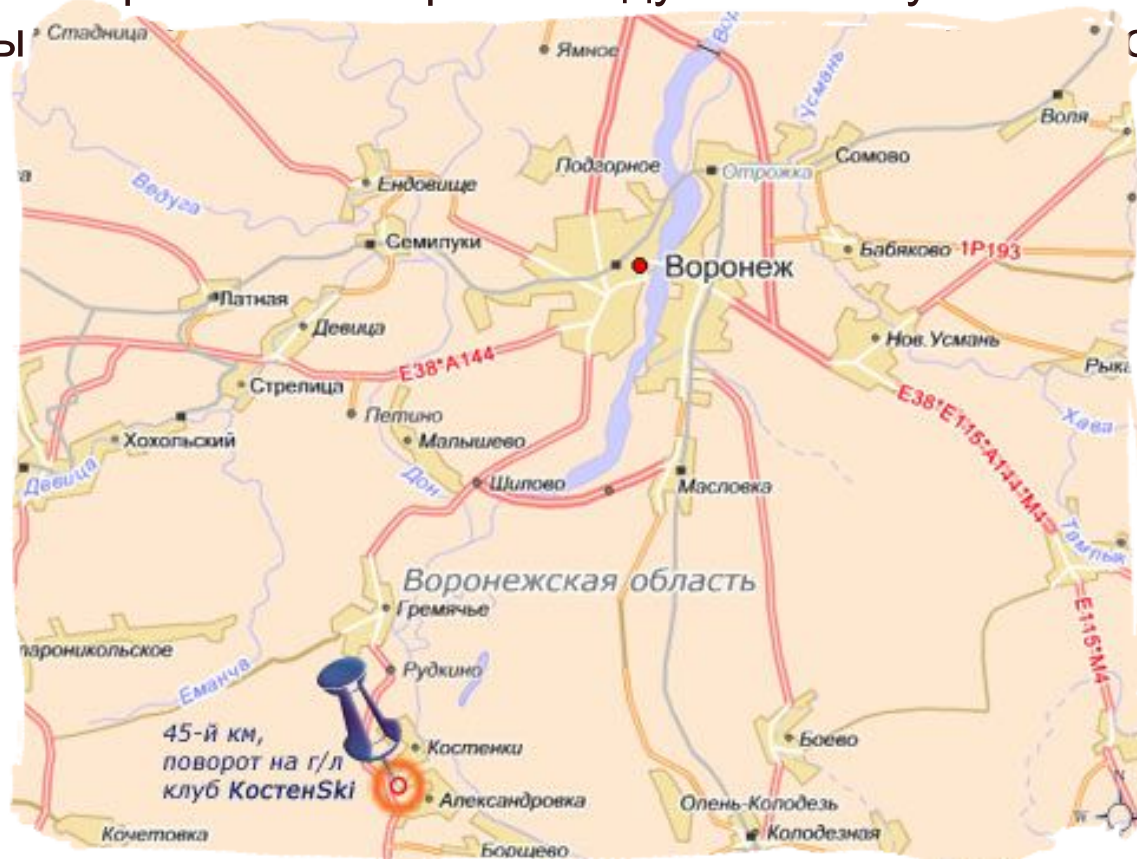 Стадница
Ямное
Усмань
Воля
Подгорное
Отрожка
Сомово
Ендовище
Ведуга
Семилуки
Воронеж
Бабяково
1Р193
Латная
Девица
Нов.Усмань
E38*A144
Стрелица
Петино
E38*E115*A144*M4
Хава
Хохольский
Малышево
Девица
Дон
Шилово
Масловка
Тамлык
Воронежская область
Гремячье
E115*M4
Рудкино
Еманча
45-й км,
поворот на г/л
клуб КостенSki
Костенки
Боево
Александровка
Олень-Колодезь
Кочетовка
Колодезная
Борщево
N
W